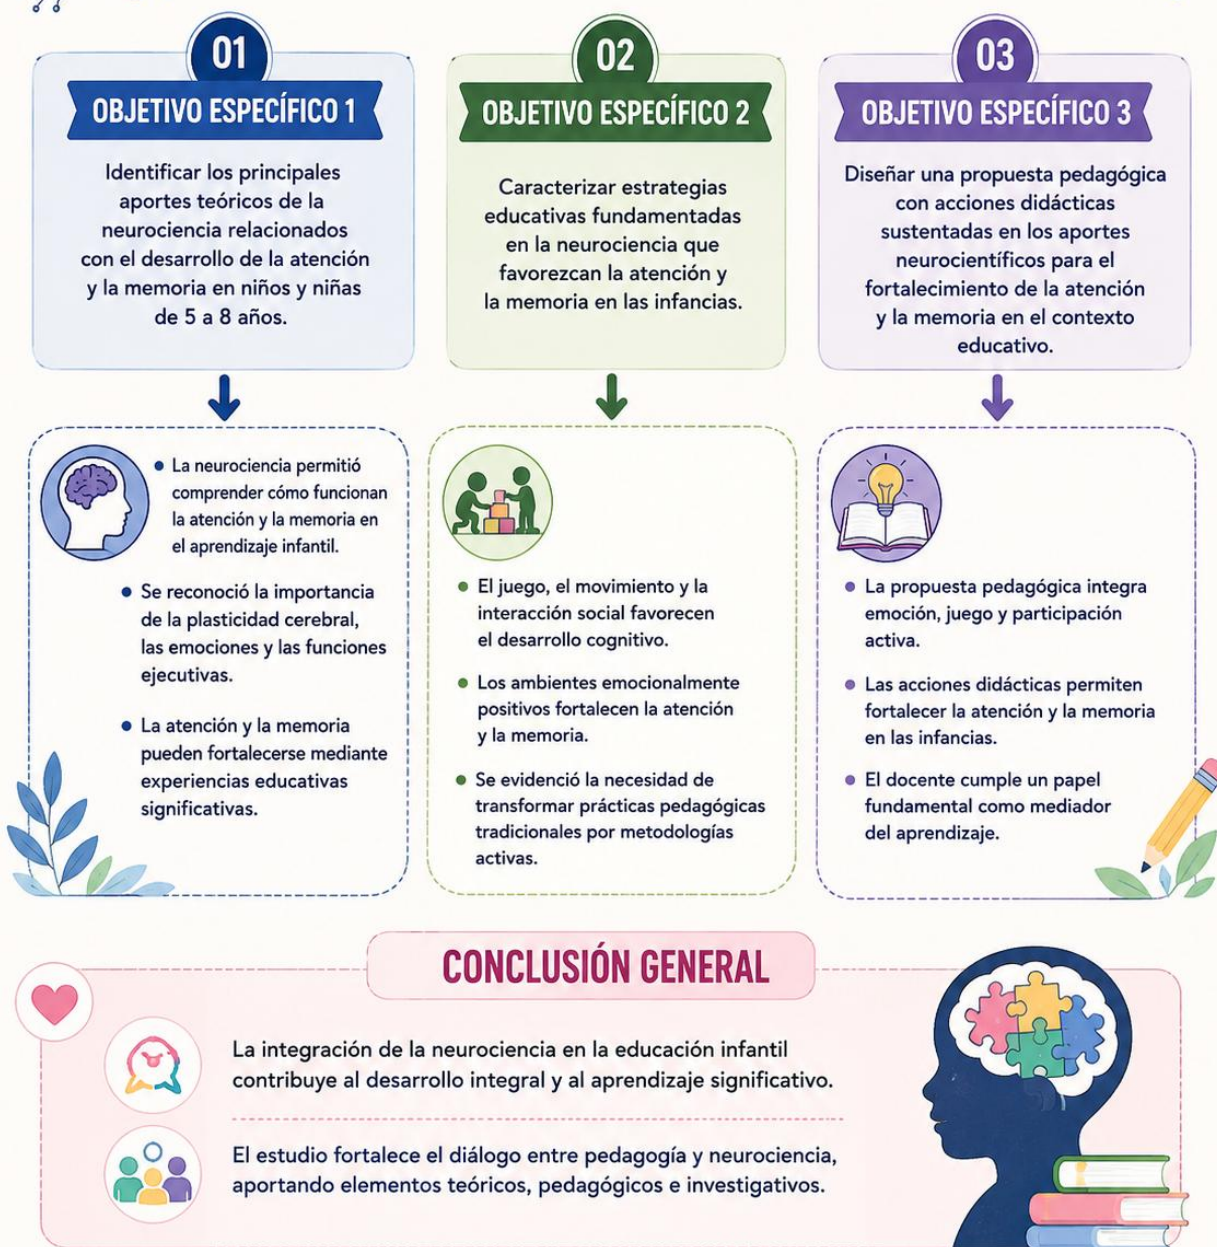 01
OBJETIVO ESPECÍFICO 1
Identificar los principales
aportes teóricos de la
neurociencia relacionados
con el desarrollo de la atención
y la memoria en niños y niñas
de 5 a 8 años.
La neurociencia permitió
comprender cómo funcionan
la atención y la memoria en
el aprendizaje infantil.
Se reconoció la importancia
de la plasticidad cerebral,
las emociones y las funciones
ejecutivas.
La atención y la memoria
pueden fortalecerse mediante
experiencias educativas
significativas.
02
OBJETIVO ESPECÍFICO 2
Caracterizar estrategias
educativas fundamentadas
en la neurociencia que
favorezcan la atención y
la memoria en las infancias.
El juego, el movimiento y la
interacción social favorecen
el desarrollo cognitivo.
Los ambientes emocionalmente
positivos fortalecen la atención
y la memoria.
Se evidenció la necesidad de
transformar prácticas pedagógicas
tradicionales por metodologías
activas.
03
OBJETIVO ESPECÍFICO 3
Diseñar una propuesta pedagógica
con acciones didácticas
sustentadas en los aportes
neurocientíficos para el
fortalecimiento de la atención
y la memoria en el contexto
educativo.
La propuesta pedagógica integra
emoción, juego y participación
activa.
Las acciones didácticas permiten
fortalecer la atención y la memoria
en las infancias.
El docente cumple un papel
fundamental como mediador
del aprendizaje.
CONCLUSIÓN GENERAL
La integración de la neurociencia en la educación infantil
contribuye al desarrollo integral y al aprendizaje significativo.
El estudio fortalece el diálogo entre pedagogía y neurociencia,
aportando elementos teóricos, pedagógicos e investigativos.